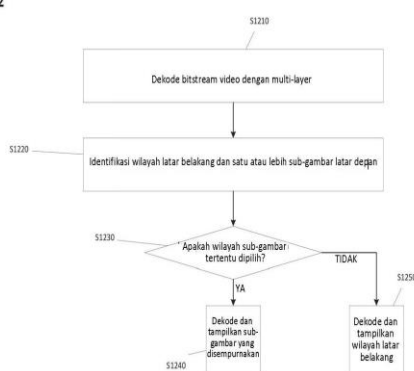 2
S1210
Dekode bitstream video dengan multi-layer
S1220
Identifikasi wilayah latar belakang dan satu atau lebih sub-gambar latar depan
S1230
Apakah wilayah sub-gambar
tertentu dipilih?
TIDAK
YA
S1250
Dekode dan
tampilkan sub-
gambar yang
disempurnakan
S1240
Dekode dan
tampilkan
wilayah latar
belakang